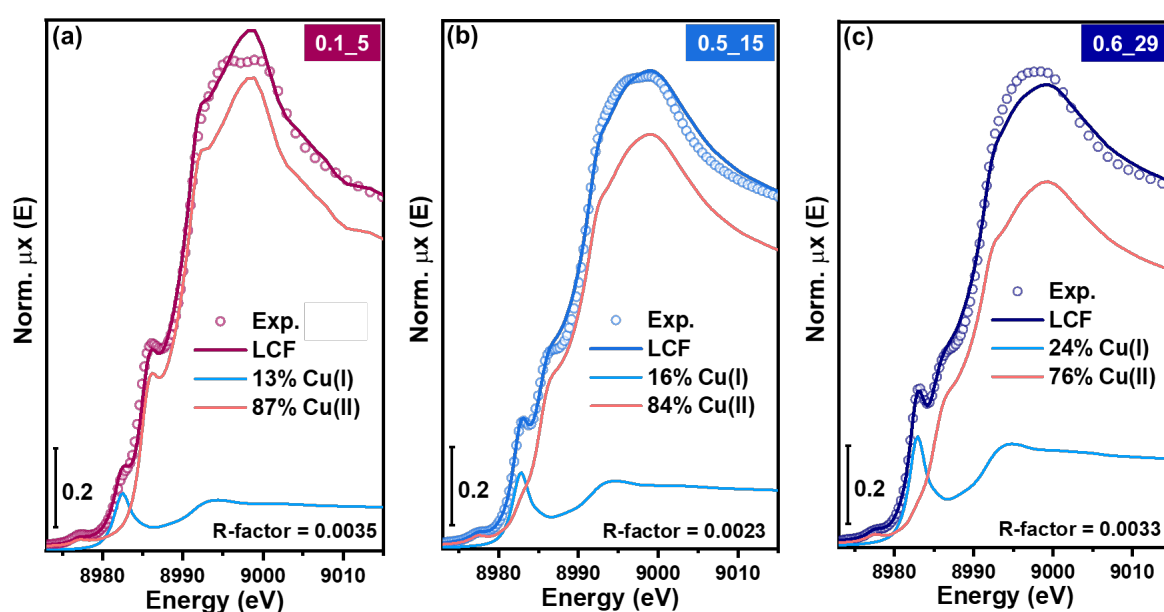 (a)
0.1_5
Norm. μx (E)
Exp.
LCF
13% Cu(I)
87% Cu(II)
0.2
R-factor = 0.0035
8980 8990 9000 9010
Energy (eV)
(b)
0.5_15
Norm. μx (E)
Exp.
LCF
16% Cu(I)
84% Cu(II)
0.2
R-factor = 0.0023
8980 8990 9000 9010
Energy (eV)
(c)
0.6_29
Norm. μx (E)
Exp.
LCF
24% Cu(I)
76% Cu(II)
0.2
R-factor = 0.0033
8980 8990 9000 9010
Energy (eV)